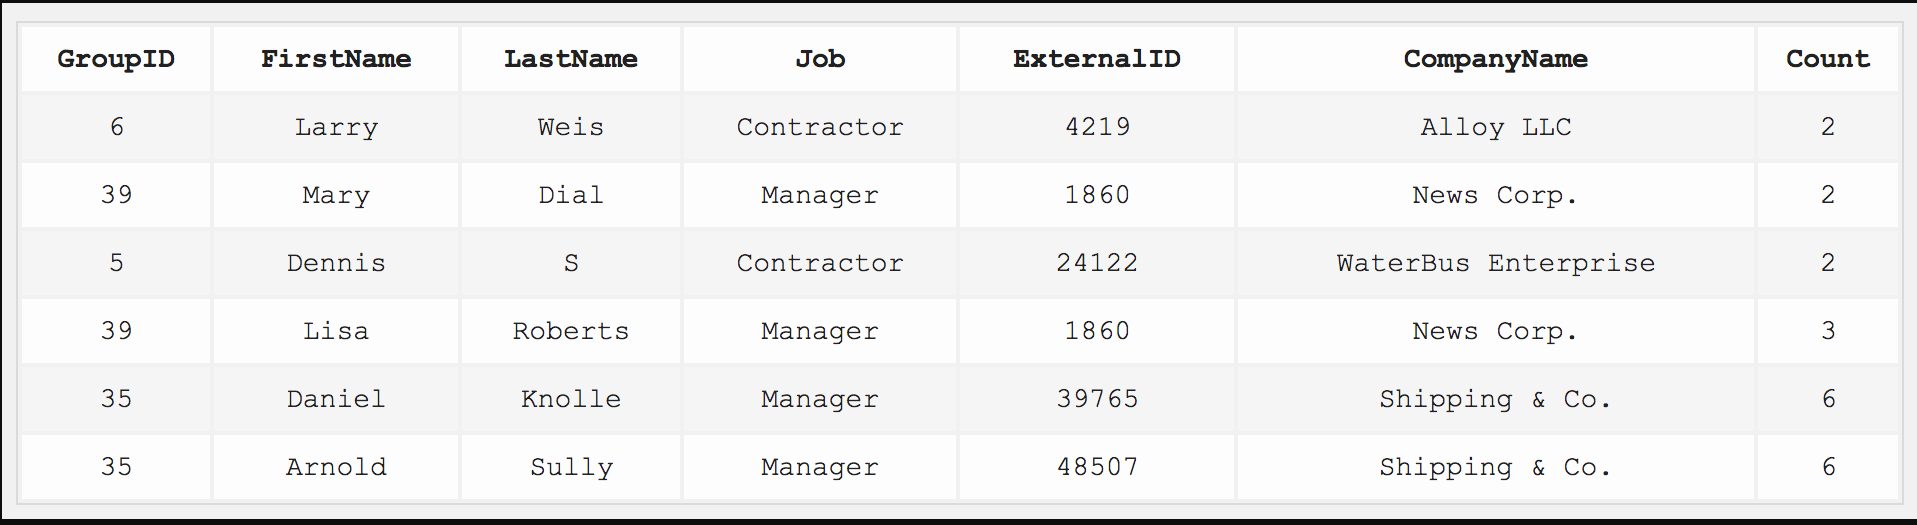 GroupID FirstName LastName Job ExternalID CompanyName Count
6 Larry Weis Contractor 4219 Alloy LLC 2
39 Mary Dial Manager 1860 News Corp. 2
5 Dennis S Contractor 24122 WaterBus Enterprise 2
39 Lisa Roberts Manager 1860 News Corp. 3
35 Daniel Knolle Manager 39765 Shipping & Co. 6
35 Arnold Sully Manager 48507 Shipping & Co. 6